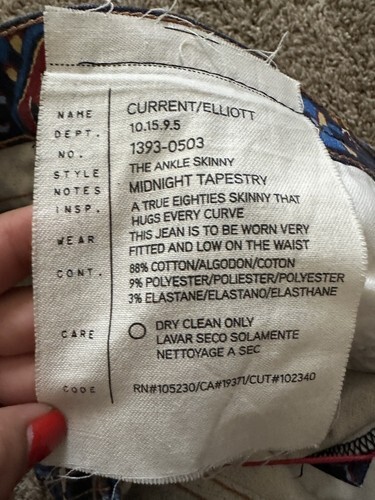 NAME CURRENT/ELLIOTT
DEPT. 10.15.9.5
NO. 1393-0503
STYLE THE ANKLE SKINNY
NOTES MIDNIGHT TAPESTRY
INSP. A TRUE EIGHTIES SKINNY THAT
HUGS EVERY CURVE
WEAR THIS JEAN IS TO BE WORN VERY
FITTED AND LOW ON THE WAIST
CONT. 88% COTTON/ALGODON/COTON
9% POLYESTER/POLIESTER/POLYESTER
3% ELASTANE/ELASTANO/ELASTHANE
CARE DRY CLEAN ONLY
LAVAR SECO SOLAMENTE
NETTOYAGE A SEC
CODE RN#105230/CA#19371/CUT#102340